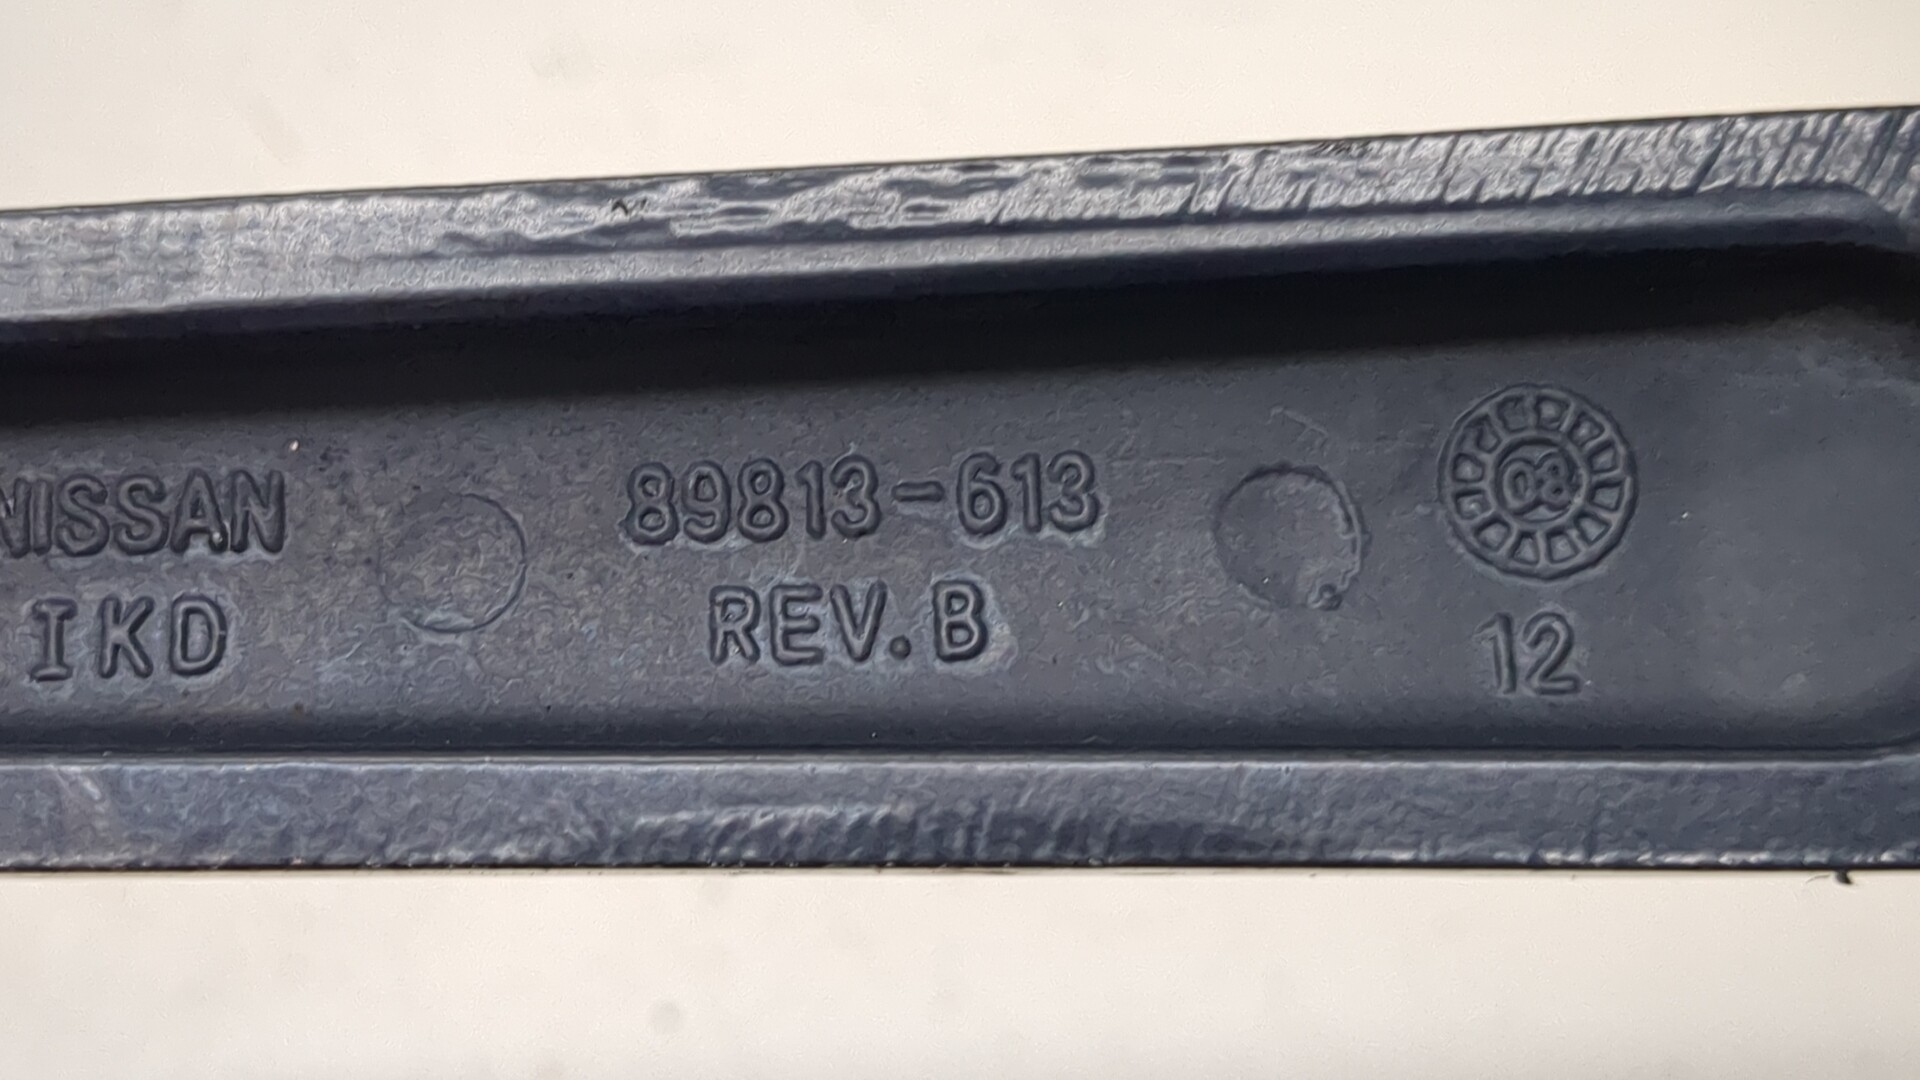 NISSAN
IKD
89813-613
REV.B
08
12